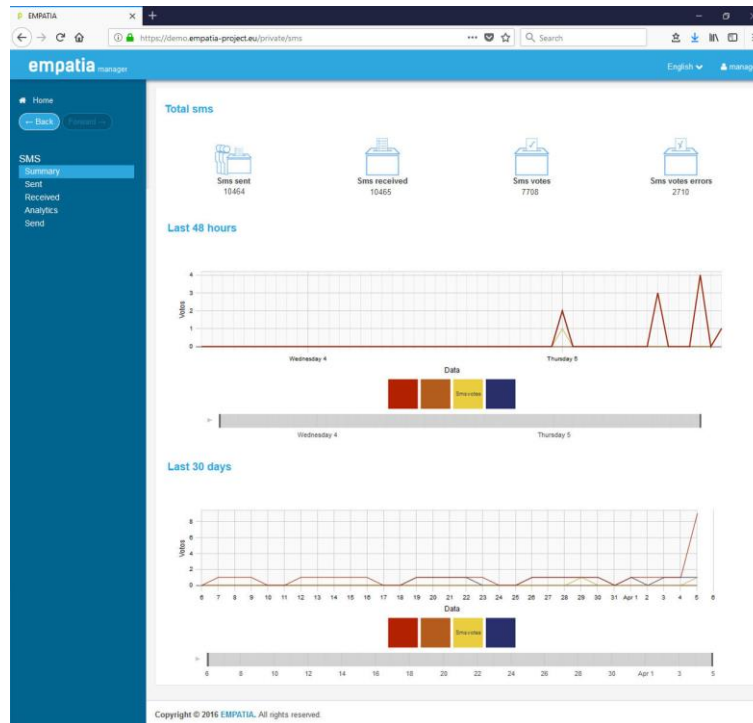 EMPATIA
https://demo.empatia-project.eu/private/sms
Search
empatia manager
English
manag
Home
← Back
Forward →
SMS
Summary
Sent
Received
Analytics
Send
Total sms
Sms sent
10464
Sms received
10465
Sms votes
7708
Sms votes errors
2710
Last 48 hours
Votos
4
3
2
1
0
Wednesday 4 Thursday 5
Data
Sms votes
Wednesday 4 Thursday 5
Last 30 days
Votos
8
6
4
2
0
6 7 8 9 10 11 12 13 14 15 16 17 18 19 20 21 22 23 24 25 26 27 28 29 30 31 Apr 1 2 3 4 5 6
Data
Sms votes
6 8 10 12 14 16 18 20 22 24 26 28 30 Apr 1 3 5
Copyright © 2016 EMPATIA. All rights reserved.